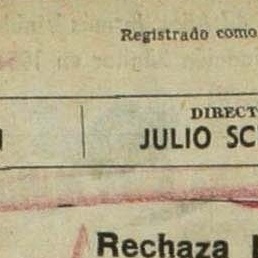 Registrado como
DIRECT
JULIO SC
Rechaza